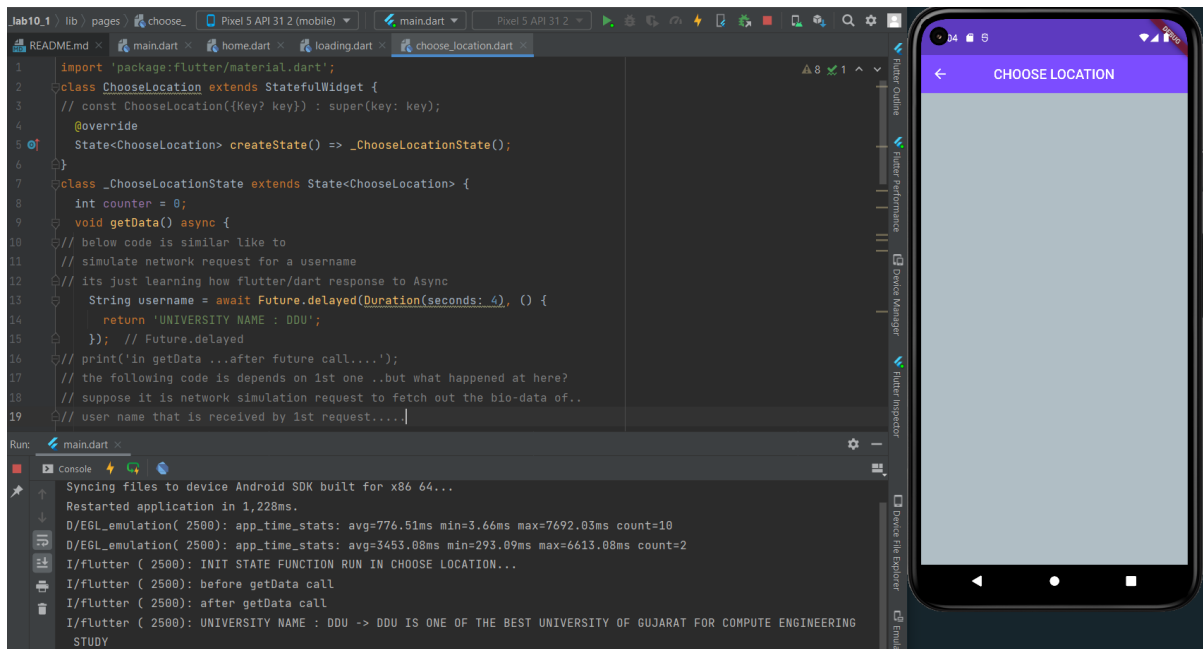 _lab10_1 〉 lib 〉 pages 〉 choose_ Pixel 5 API 31 2 (mobile) main.dart Pixel 5 API 31 2
README.md × main.dart × home.dart × loading.dart × choose_location.dart ×
1 import 'package:flutter/material.dart';
8 1
2 class ChooseLocation extends StatefulWidget {
3 // const ChooseLocation({Key? key}) : super(key: key);
4 @override
5 State<ChooseLocation> createState() => _ChooseLocationState();
6 }
7 class _ChooseLocationState extends State<ChooseLocation> {
8 int counter = 0;
9 void getData() async {
10 // below code is similar like to
11 // simulate network request for a username
12 // its just learning how flutter/dart response to Async
13 String username = await Future.delayed(Duration(seconds: 4), () {
14 return 'UNIVERSITY NAME : DDU';
15 }); // Future.delayed
16 // print('in getData ...after future call....');
17 // the following code is depends on 1st one ..but what happened at here?
18 // suppose it is network simulation request to fetch out the bio-data of..
19 // user name that is received by 1st request.....
Run: main.dart ×
Console
Syncing files to device Android SDK built for x86 64...
Restarted application in 1,228ms.
D/EGL_emulation( 2500): app_time_stats: avg=776.51ms min=3.66ms max=7692.03ms count=10
D/EGL_emulation( 2500): app_time_stats: avg=3453.08ms min=293.09ms max=6613.08ms count=2
I/flutter ( 2500): INIT STATE FUNCTION RUN IN CHOOSE LOCATION...
I/flutter ( 2500): before getData call
I/flutter ( 2500): after getData call
I/flutter ( 2500): UNIVERSITY NAME : DDU -> DDU IS ONE OF THE BEST UNIVERSITY OF GUJARAT FOR COMPUTE ENGINEERING
STUDY
Flutter Outline
Flutter Performance
Device Manager
Flutter Inspector
Device File Explorer
Emula
DEBUG
CHOOSE LOCATION